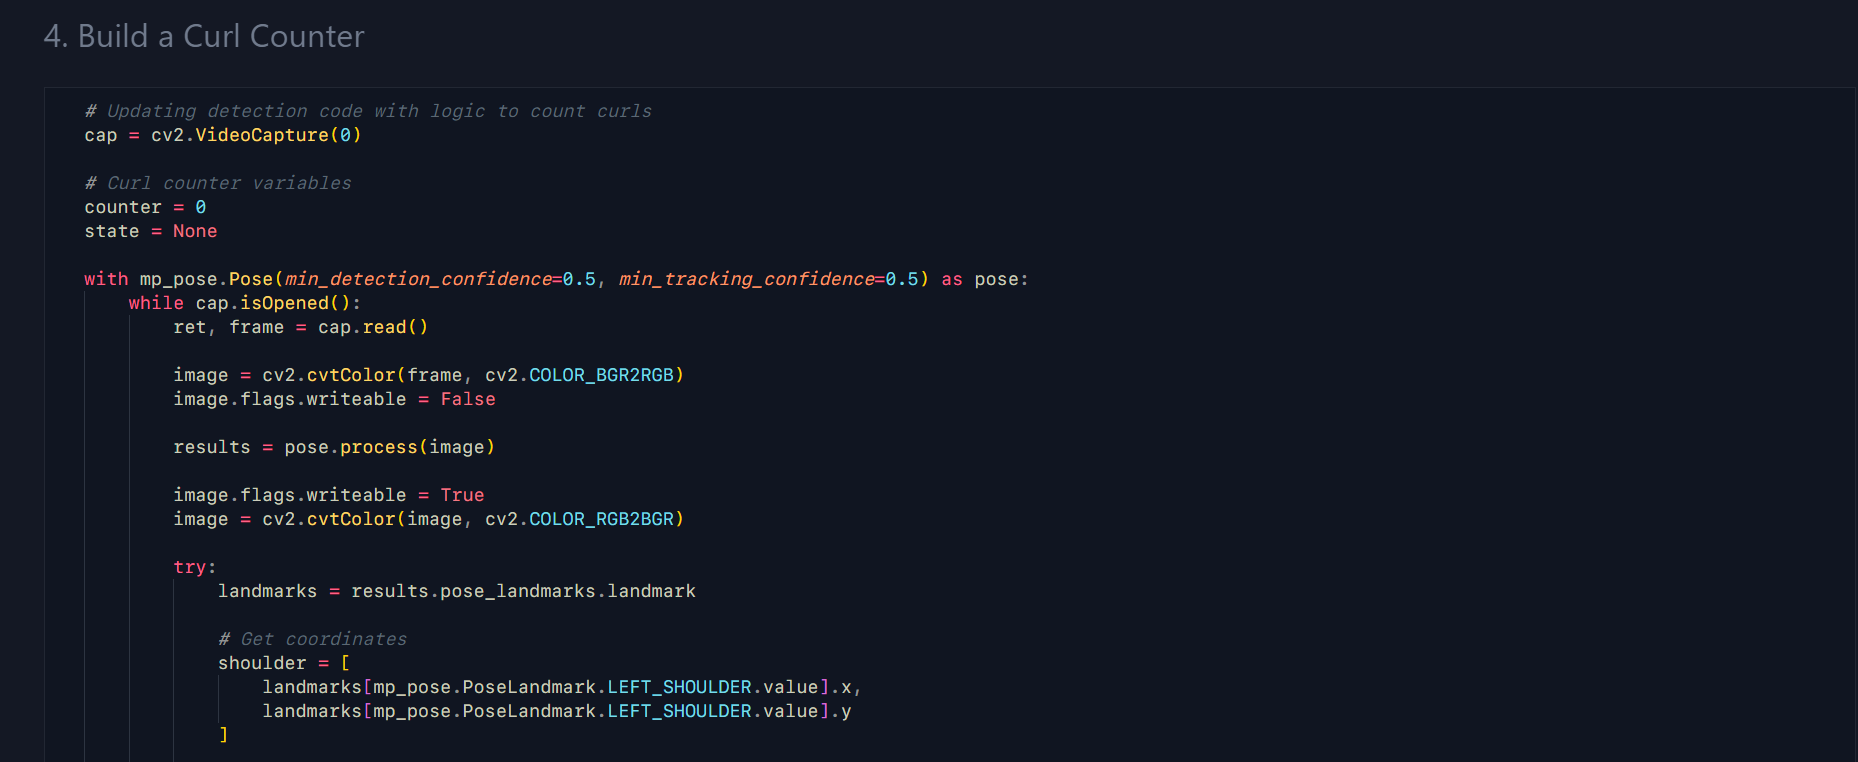 4. Build a Curl Counter
# Updating detection code with logic to count curls
cap = cv2.VideoCapture(0)
# Curl counter variables
counter = 0
state = None
with mp_pose.Pose(min_detection_confidence=0.5, min_tracking_confidence=0.5) as pose:
    while cap.isOpened():
        ret, frame = cap.read()
        image = cv2.cvtColor(frame, cv2.COLOR_BGR2RGB)
        image.flags.writeable = False
        results = pose.process(image)
        image.flags.writeable = True
        image = cv2.cvtColor(image, cv2.COLOR_RGB2BGR)
        try:
            landmarks = results.pose_landmarks.landmark
            # Get coordinates
            shoulder = [
                landmarks[mp_pose.PoseLandmark.LEFT_SHOULDER.value].x,
                landmarks[mp_pose.PoseLandmark.LEFT_SHOULDER.value].y
            ]